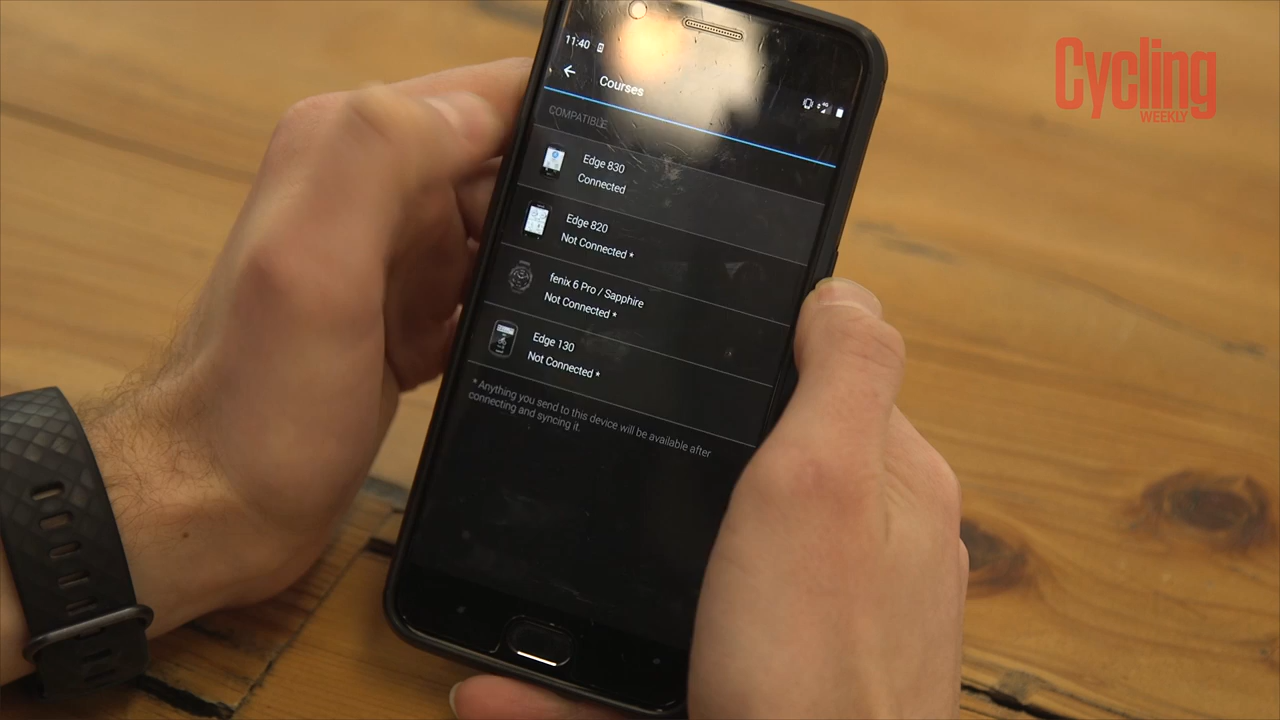 Cycling
WEEKLY
11:40
Courses
COMPATIBLE
Edge 830
Connected
Edge 820
Not Connected *
fenix 6 Pro / Sapphire
Not Connected *
Edge 130
Not Connected *
* Anything you send to this device will be available after
connecting and syncing it.